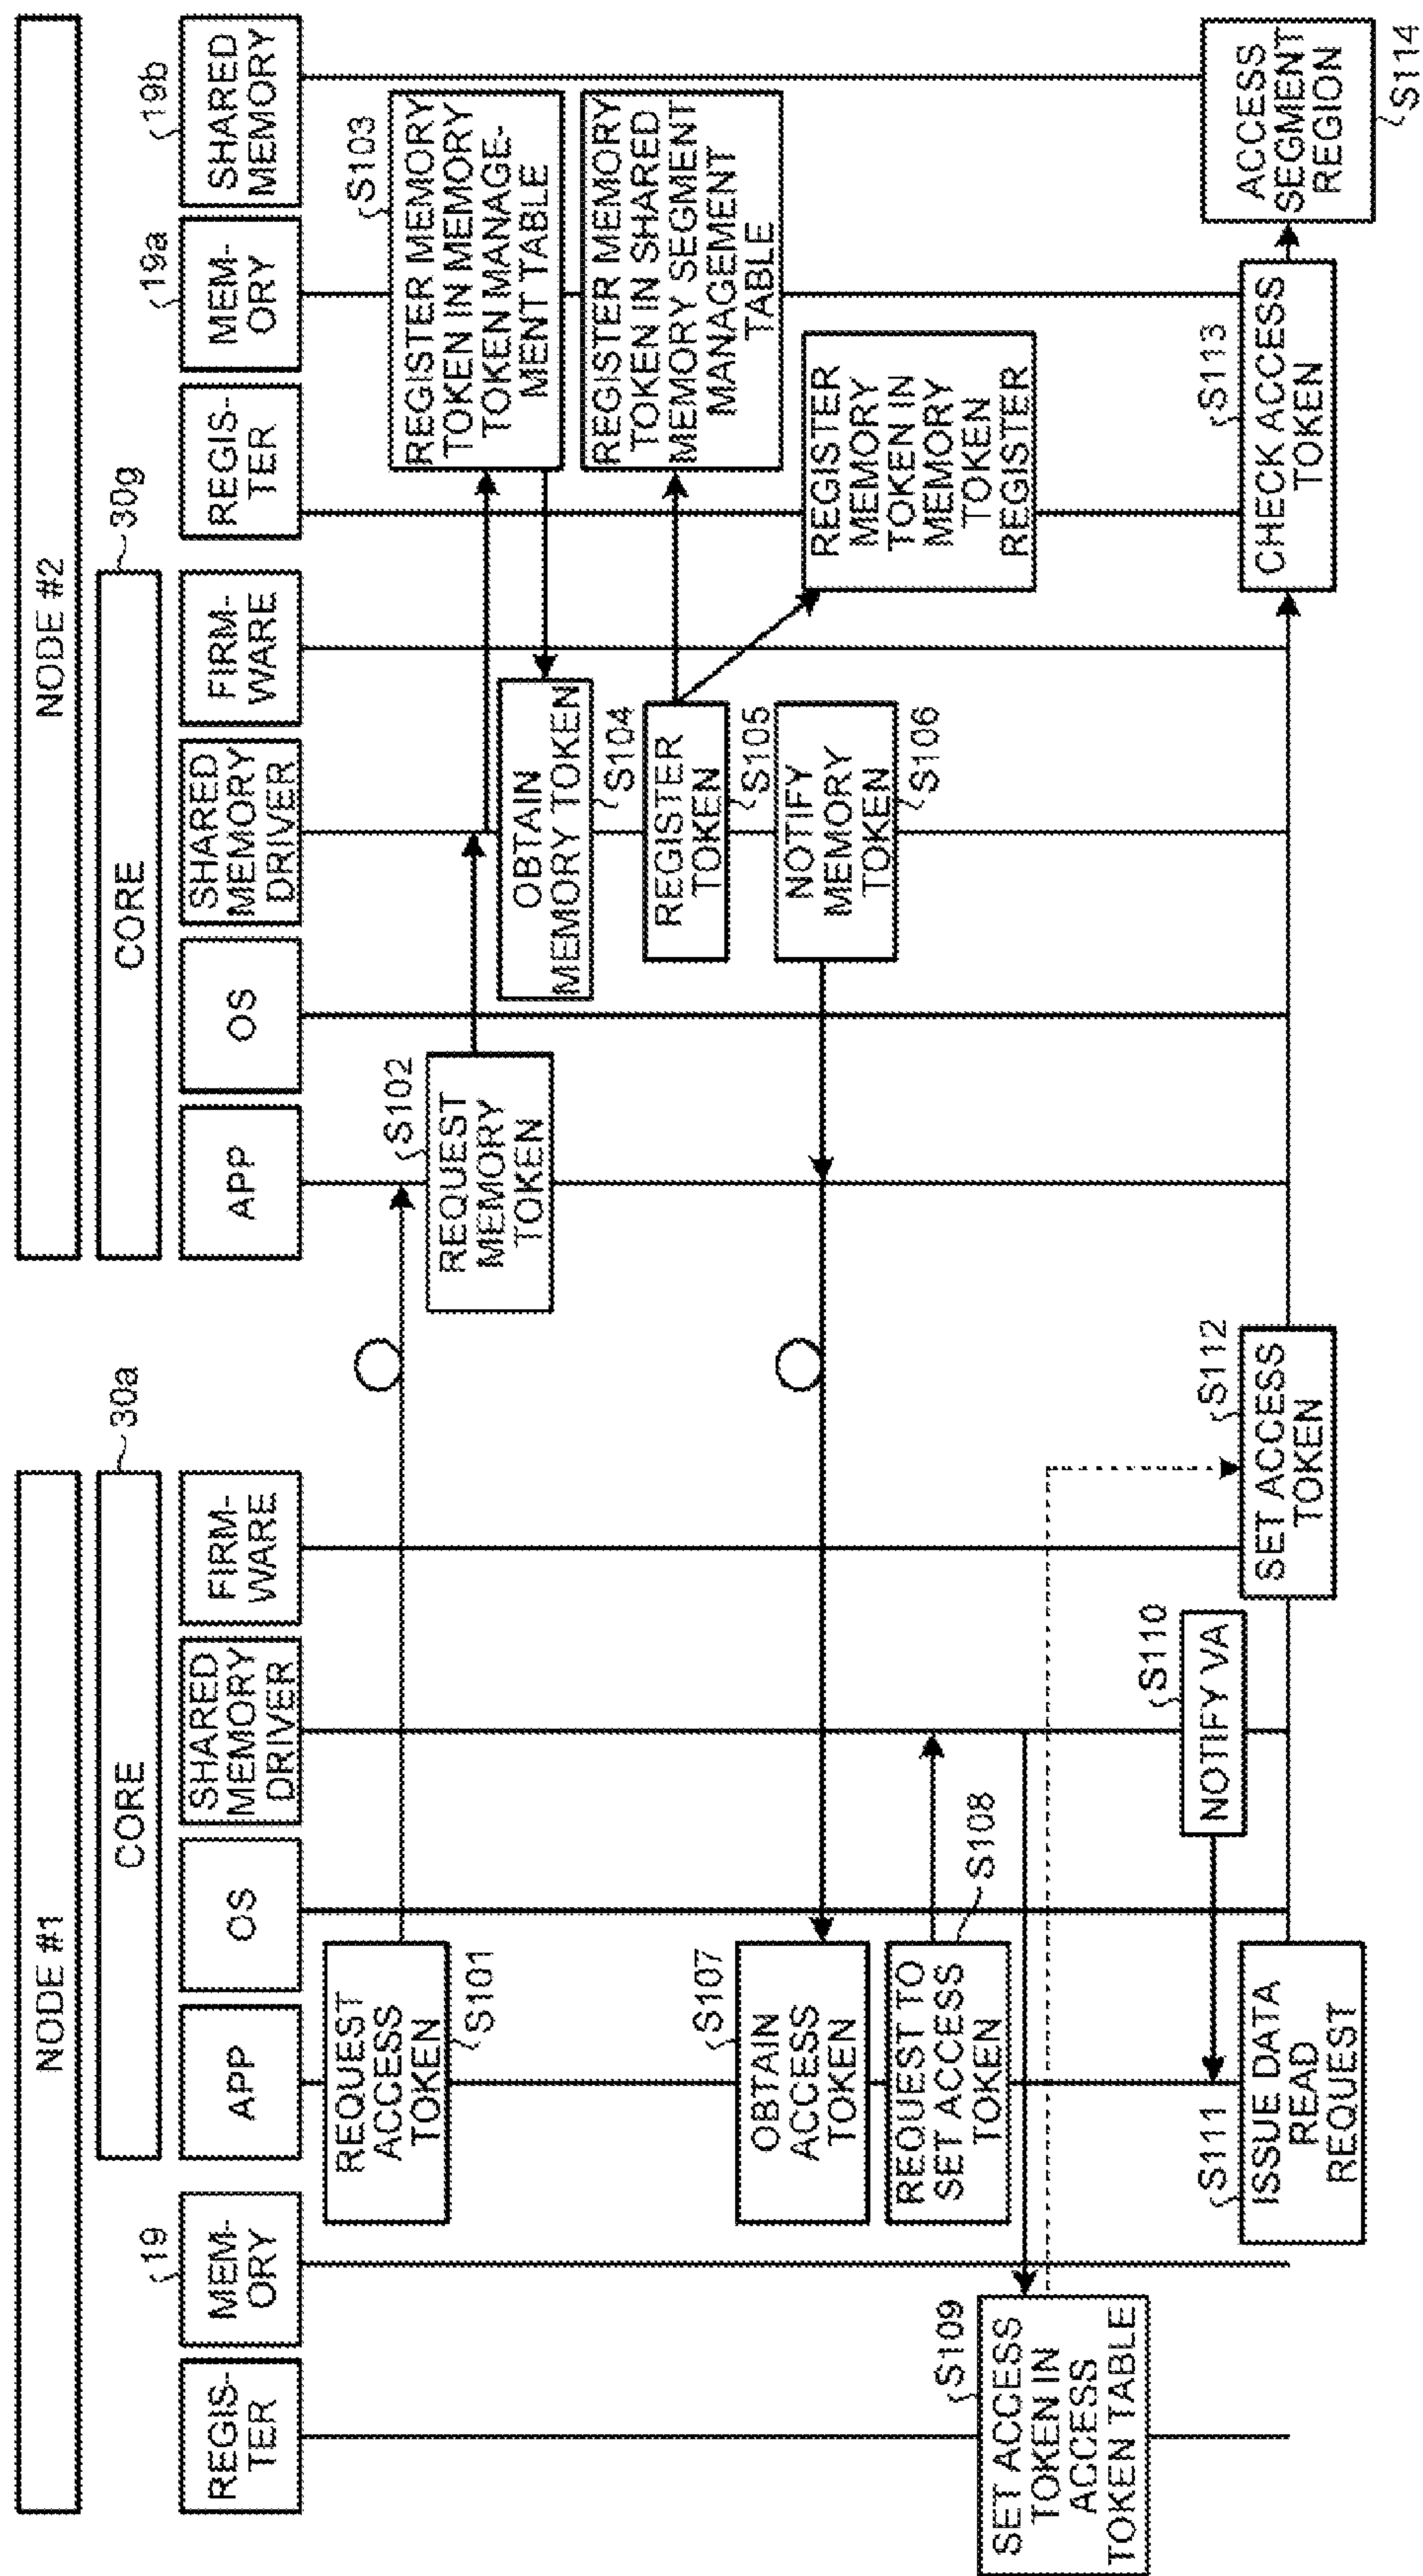 NODE #1
NODE #2
CORE
30a
CORE
30g
REGIS-
TER
19
MEM-
ORY
APP
OS
SHARED
MEMORY
DRIVER
FIRM-
WARE
APP
OS
SHARED
MEMORY
DRIVER
FIRM-
WARE
REGIS-
TER
19a
MEM-
ORY
19b
SHARED
MEMORY
REQUEST
ACCESS
TOKEN
S101
S102
REQUEST
MEMORY
TOKEN
S103
REGISTER MEMORY
TOKEN IN MEMORY
TOKEN MANAGE-
MENT TABLE
OBTAIN
MEMORY TOKEN
S104
REGISTER
TOKEN
S105
REGISTER MEMORY
TOKEN IN SHARED
MEMORY SEGMENT
MANAGEMENT
TABLE
REGISTER
MEMORY
TOKEN IN
MEMORY
TOKEN
REGISTER
NOTIFY
MEMORY
TOKEN
S106
S107
OBTAIN
ACCESS
TOKEN
REQUEST TO
SET ACCESS
TOKEN
S108
S109
SET ACCESS
TOKEN IN
ACCESS
TOKEN TABLE
S110
NOTIFY VA
S111
ISSUE DATA
READ
REQUEST
S112
SET ACCESS
TOKEN
S113
CHECK ACCESS
TOKEN
ACCESS
SEGMENT
REGION
S114